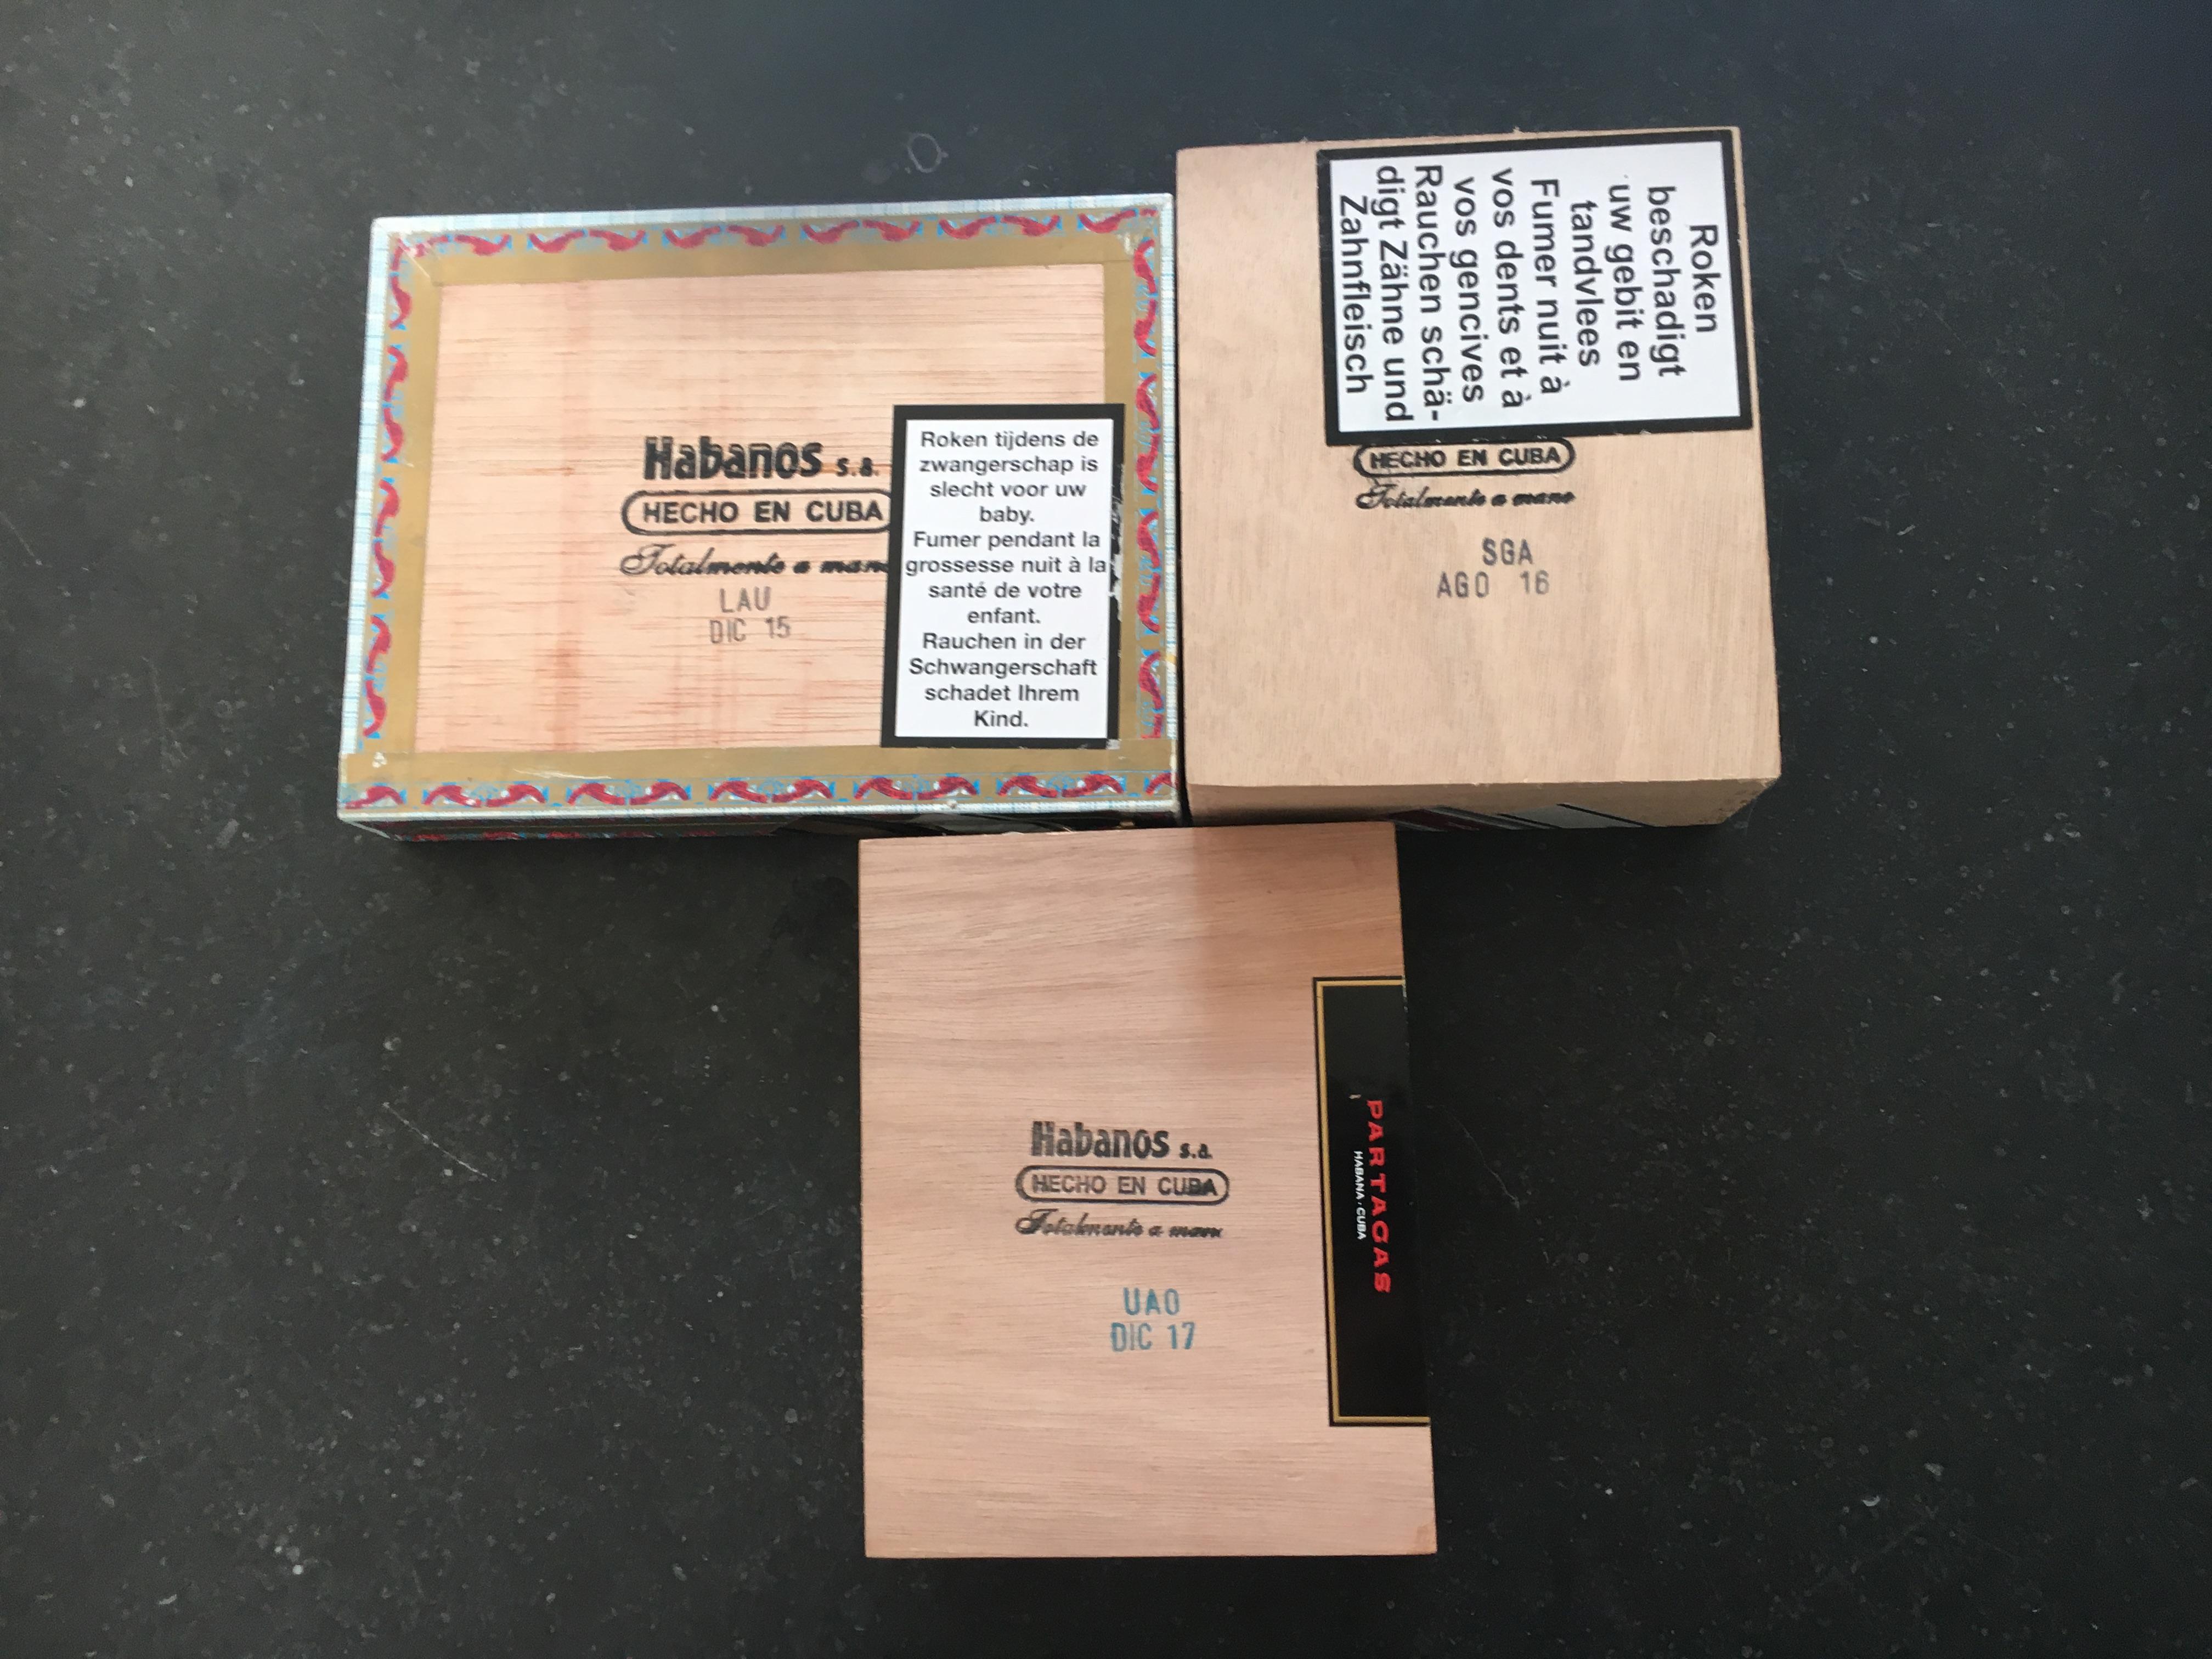 Habanos s.a.
HECHO EN CUBA
Totalmente a mano
LAU
DIC 15
Roken tijdens de
zwangerschap is
slecht voor uw
baby.
Fumer pendant la
grossesse nuit à la
santé de votre
enfant.
Rauchen in der
Schwangerschaft
schadet Ihrem
Kind.
Roken
beschadigt
uw gebit en
tandvlees
Fumer nuit à
vos dents et à
vos gencives
Rauchen schä-
digt Zähne und
Zahnfleisch
HECHO EN CUBA
Totalmente a mano
SGA
AGO 16
Habanos s.a.
HECHO EN CUBA
Totalmente a mano
UAO
DIC 17
PARTAGAS
HABANA · CUBA